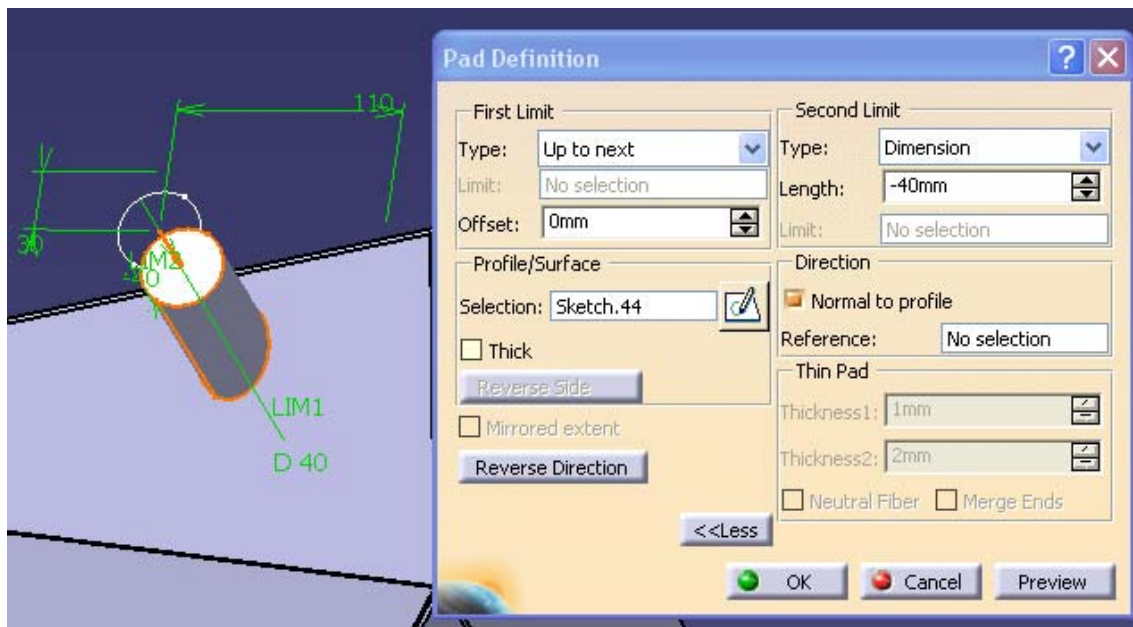 Pad Definition
First Limit
Type: Up to next
Limit: No selection
Offset: 0mm
Profile/Surface
Selection: Sketch.44
Thick
Reverse Side
Mirrored extent
Reverse Direction
<<Less
Second Limit
Type: Dimension
Length: -40mm
Limit: No selection
Direction
Normal to profile
Reference: No selection
Thin Pad
Thickness1: 1mm
Thickness2: 2mm
Neutral Fiber Merge Ends
OK Cancel Preview
110
30
LIM2
LIM1
D 40